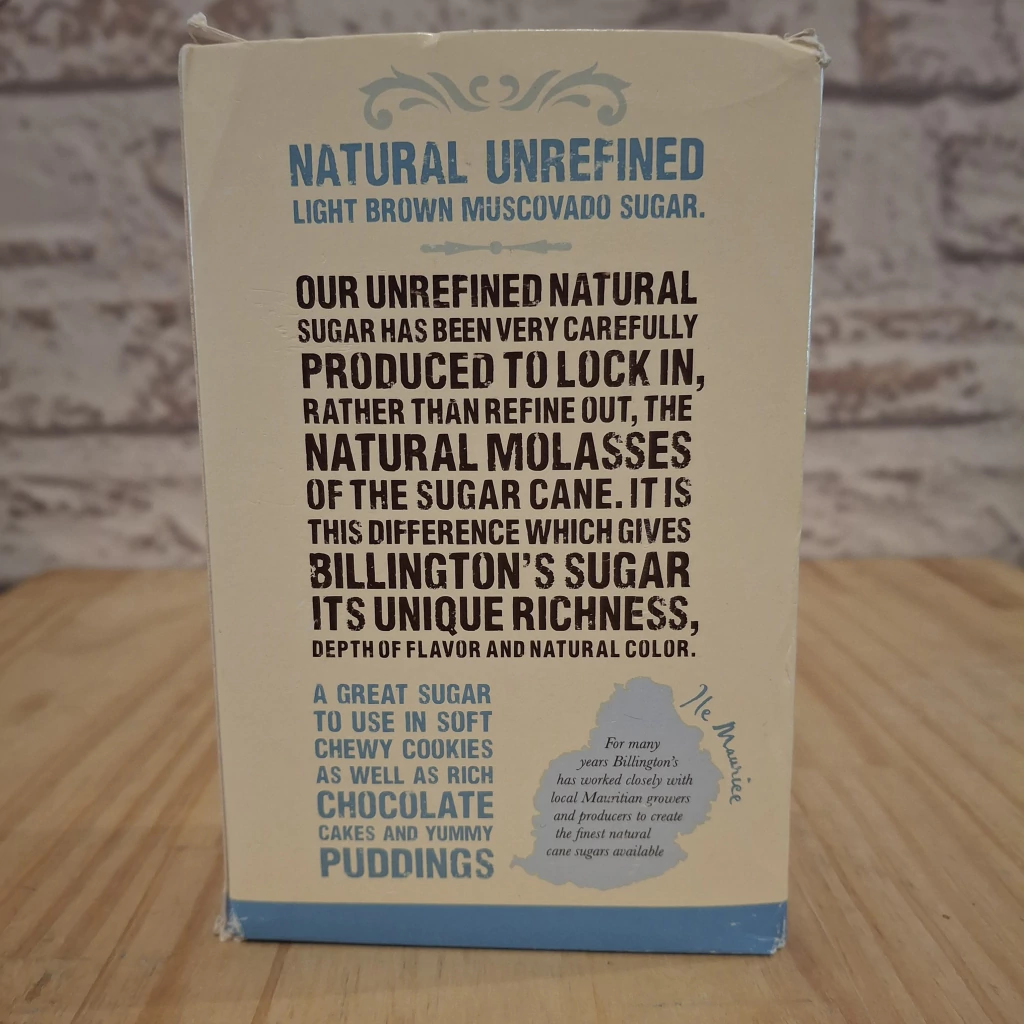 NATURAL UNREFINED
LIGHT BROWN MUSCOVADO SUGAR.
OUR UNREFINED NATURAL
SUGAR HAS BEEN VERY CAREFULLY
PRODUCED TO LOCK IN,
RATHER THAN REFINE OUT, THE
NATURAL MOLASSES
OF THE SUGAR CANE. IT IS
THIS DIFFERENCE WHICH GIVES
BILLINGTON'S SUGAR
ITS UNIQUE RICHNESS,
DEPTH OF FLAVOR AND NATURAL COLOR.
A GREAT SUGAR
TO USE IN SOFT
CHEWY COOKIES
AS WELL AS RICH
CHOCOLATE
CAKES AND YUMMY
PUDDINGS
Ile Maurice
For many
years Billington's
has worked closely with
local Mauritian growers
and producers to create
the finest natural
cane sugars available